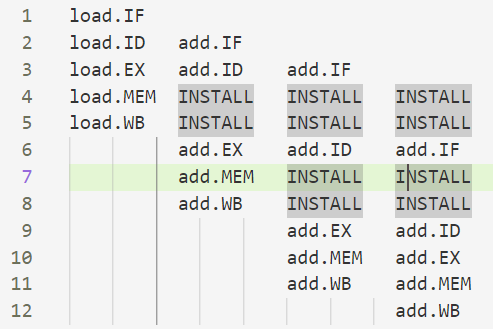 1 load.IF
2 load.ID add.IF
3 load.EX add.ID add.IF
4 load.MEM INSTALL INSTALL INSTALL
5 load.WB INSTALL INSTALL INSTALL
6 add.EX add.ID add.IF
7 add.MEM INSTALL INSTALL
8 add.WB INSTALL INSTALL
9 add.EX add.ID
10 add.MEM add.EX
11 add.WB add.MEM
12 add.WB